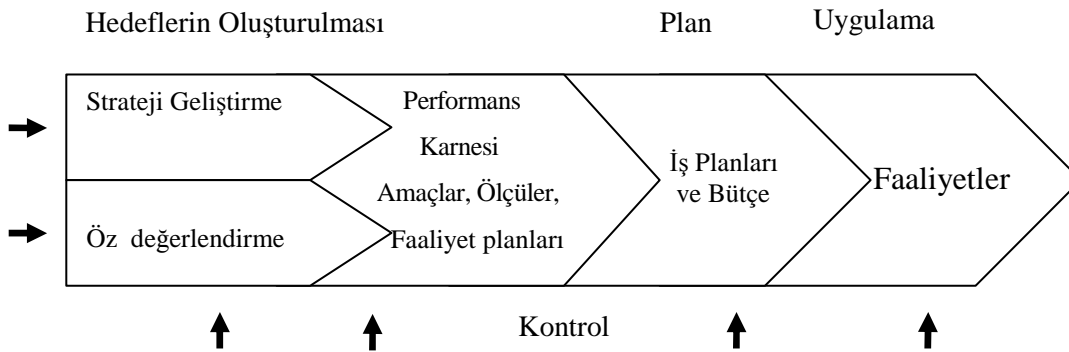 Hedeflerin Oluşturulması
Plan
Uygulama
Strateji Geliştirme
Öz değerlendirme
Performans
Karnesi
Amaçlar, Ölçüler,
Faaliyet planları
İş Planları
ve Bütçe
Faaliyetler
Kontrol